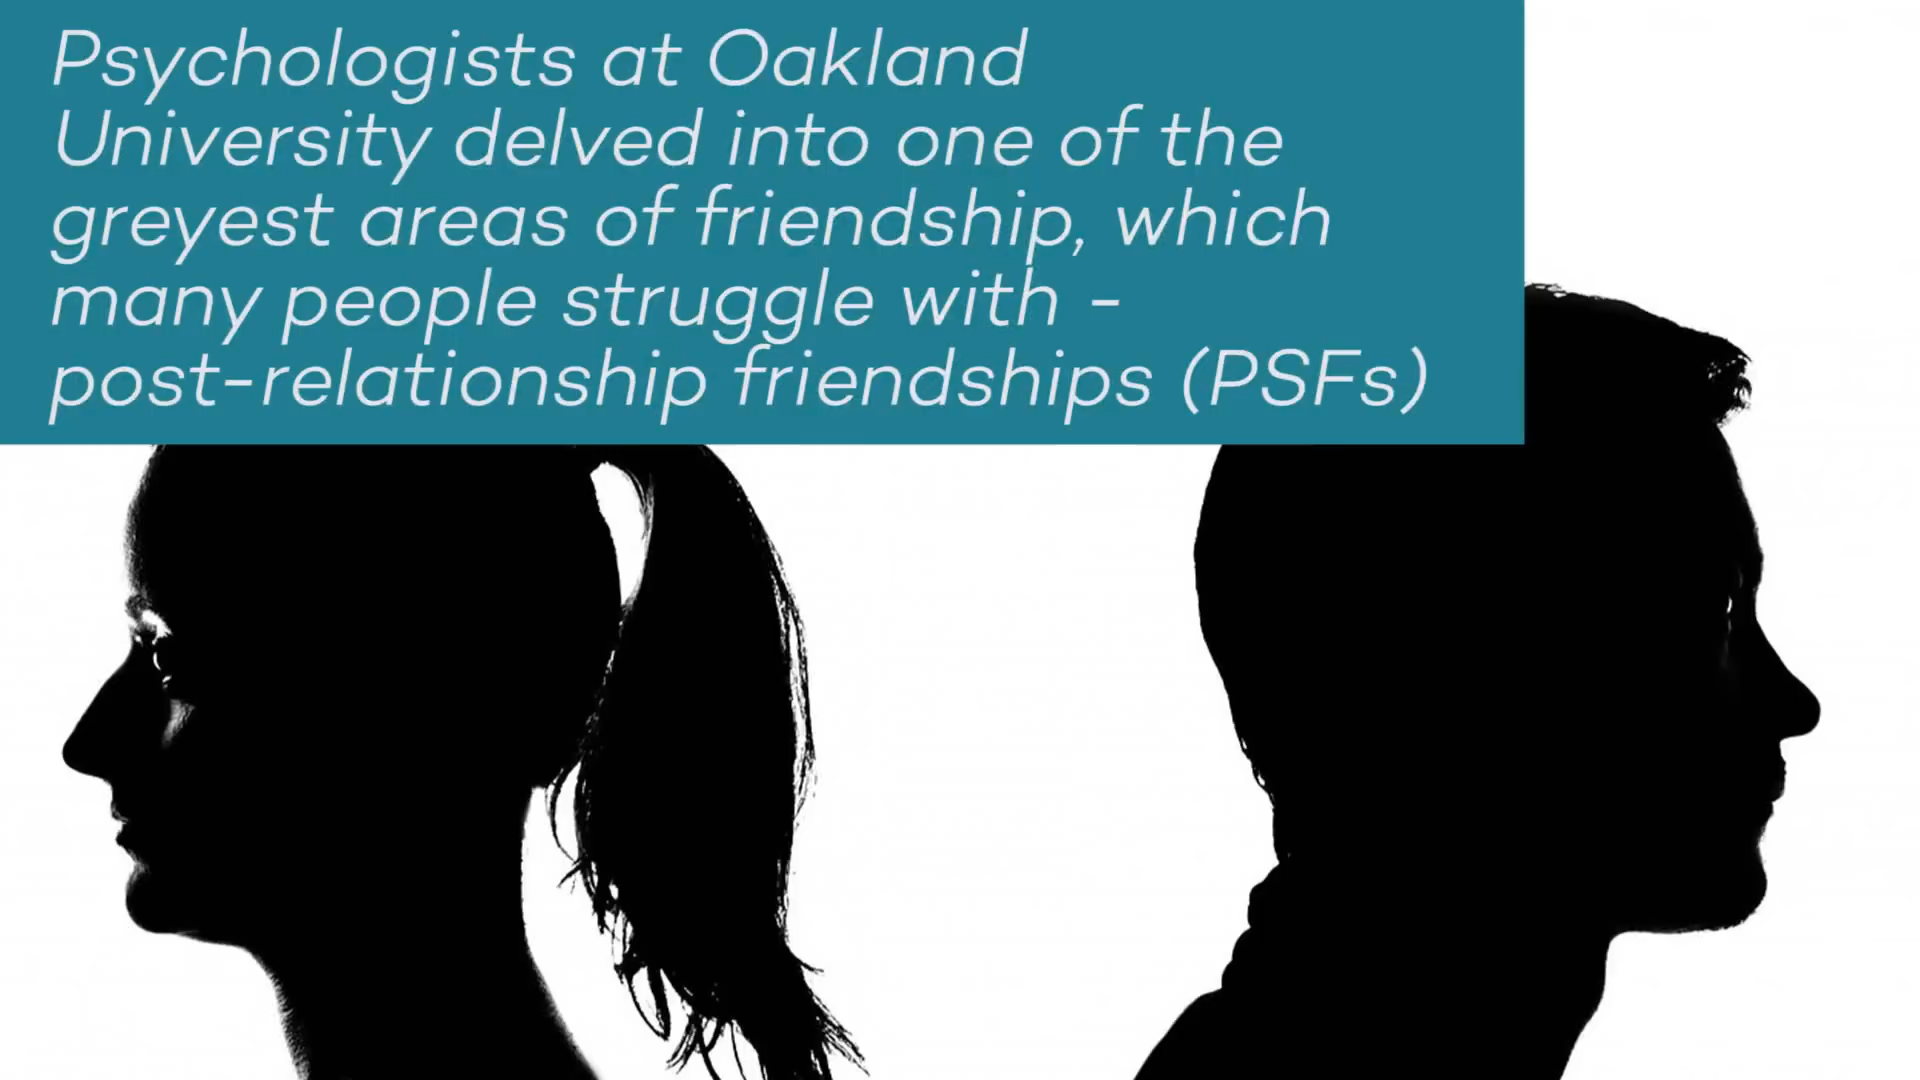 Psychologists at Oakland
University delved into one of the
greyest areas of friendship, which
many people struggle with -
post-relationship friendships (PSFs)